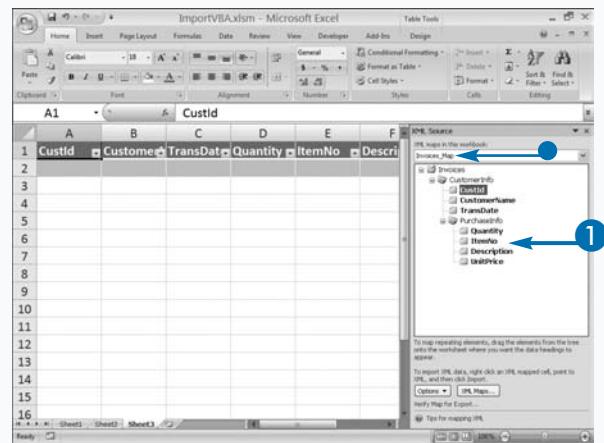 ImportVBA.xlsm - Microsoft Excel
Table Tools
Home Insert Page Layout Formulas Data Review View Developer Add-Ins Design
Calibri 18 General Conditional Formatting Insert
Paste Format as Table Delete Sort & Find &
B I U $ % , Cell Styles Format Filter Select
Clipboard Font Alignment Number Styles Cells Editing
A1 CustId
A B C D E F
1 CustId Customer TransDate Quantity ItemNo Descri
2
3
4
5
6
7
8
9
10
11
12
13
14
15
16
Sheet1 Sheet2 Sheet3
Ready 100%
XML Source
XML maps in this workbook:
Invoices_Map
Invoices
CustomerInfo
CustId
CustomerName
TransDate
PurchaseInfo
Quantity
ItemNo
Description
UnitPrice
1
To map repeating elements, drag the elements from the tree
onto the worksheet where you want the data headings to
appear.
To import XML data, right click an XML mapped cell, point to
XML, and then click Import.
Options XML Maps...
Verify Map for Export...
Tips for mapping XML